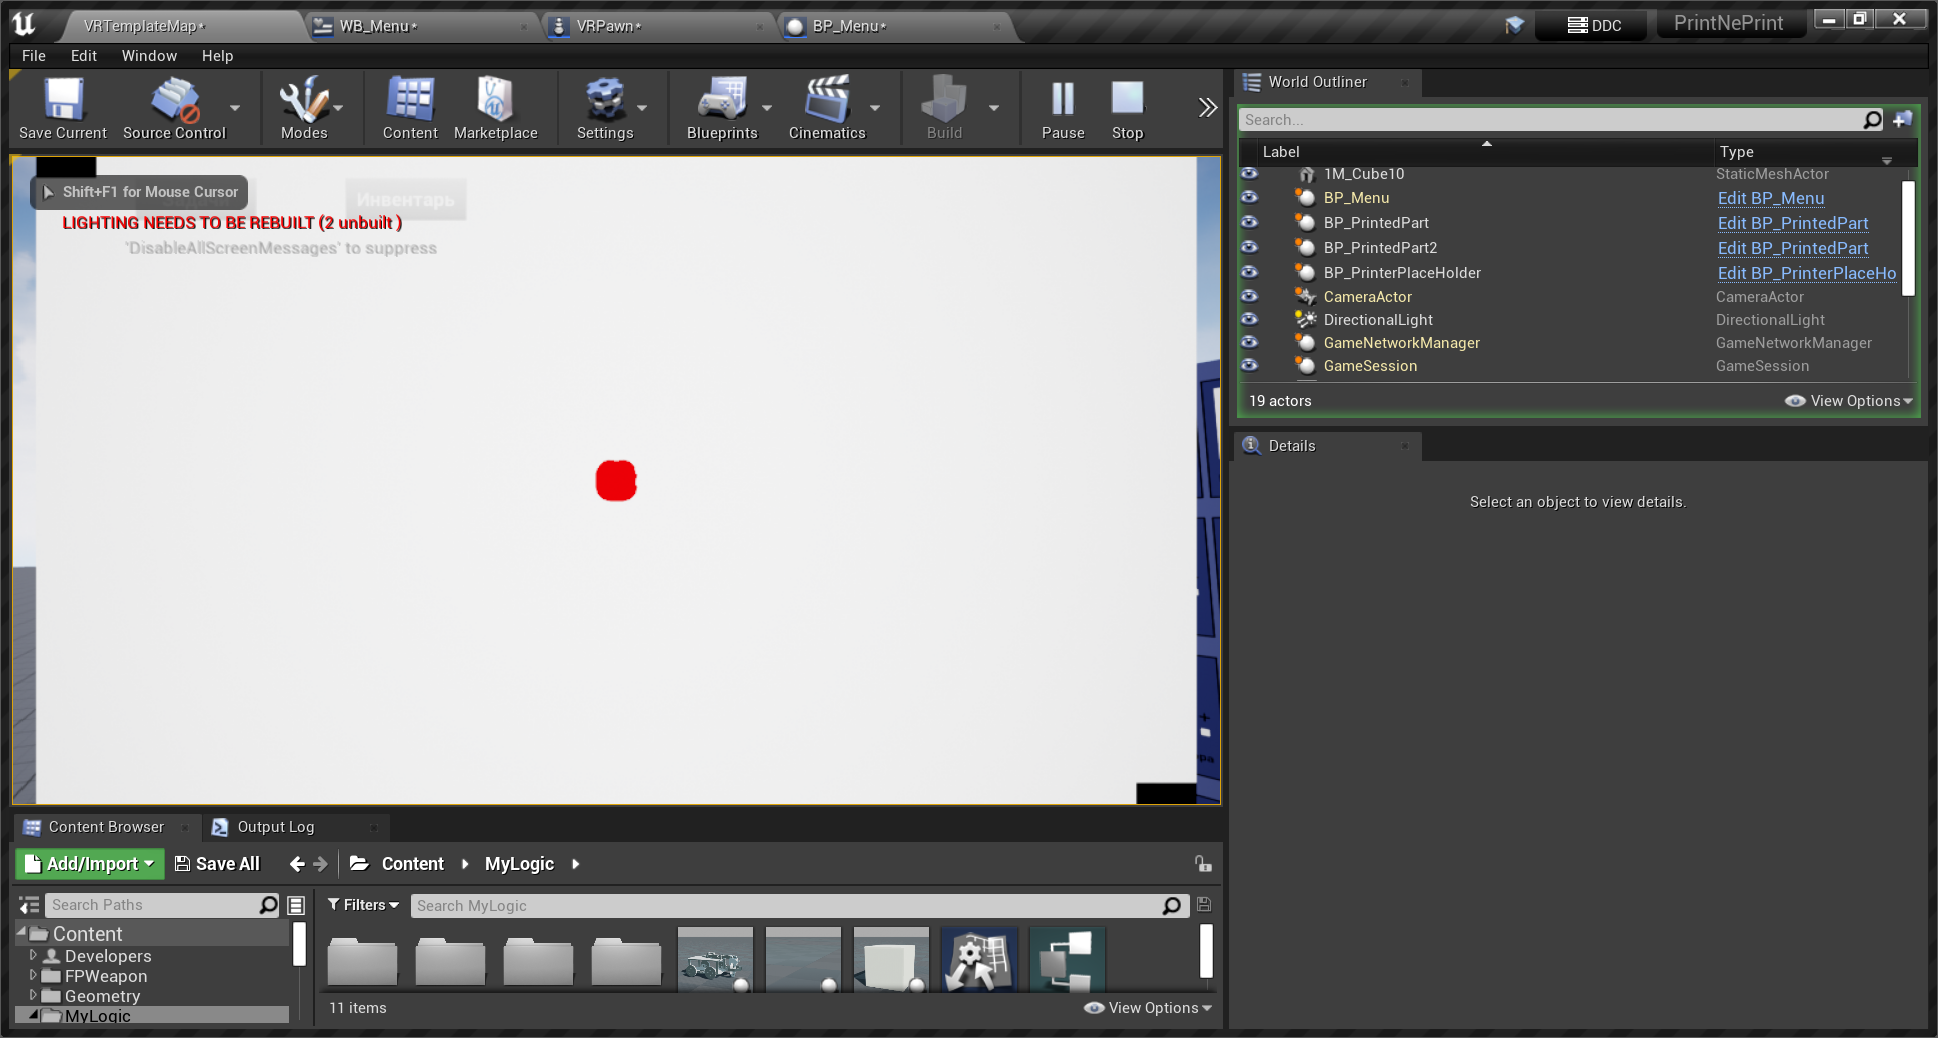 VRTemplateMap*
WB_Menu*
VRPawn*
BP_Menu*
DDC
PrintNePrint
File Edit Window Help
Save Current
Source Control
Modes
Content
Marketplace
Settings
Blueprints
Cinematics
Build
Pause
Stop
Shift+F1 for Mouse Cursor
Инвентарь
LIGHTING NEEDS TO BE REBUILT (2 unbuilt )
'DisableAllScreenMessages' to suppress
World Outliner
Search...
Label Type
1M_Cube10 StaticMeshActor
BP_Menu Edit BP_Menu
BP_PrintedPart Edit BP_PrintedPart
BP_PrintedPart2 Edit BP_PrintedPart
BP_PrinterPlaceHolder Edit BP_PrinterPlaceHo
CameraActor CameraActor
DirectionalLight DirectionalLight
GameNetworkManager GameNetworkManager
GameSession GameSession
19 actors View Options
Details
Select an object to view details.
Content Browser
Output Log
Add/Import Save All Content MyLogic
Search Paths
Filters Search MyLogic
Content
Developers
FPWeapon
Geometry
MyLogic
11 items View Options